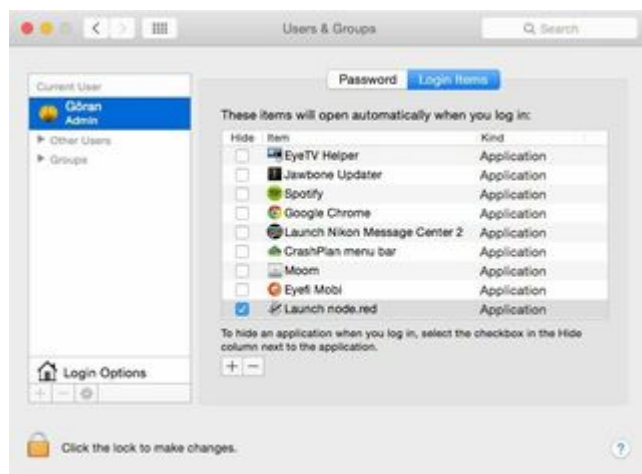 Users & Groups
Search
Current User
Göran
Admin
Other Users
Groups
Login Options
Password
Login Items
These items will open automatically when you log in:
Hide Item Kind
EyeTV Helper Application
Jawbone Updater Application
Spotify Application
Google Chrome Application
Launch Nikon Message Center 2 Application
CrashPlan menu bar Application
Moom Application
Eyefi Mobi Application
Launch node.red Application
To hide an application when you log in, select the checkbox in the Hide
column next to the application.
Click the lock to make changes.